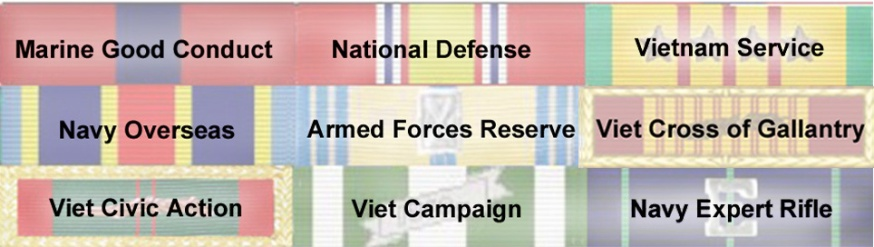 Marine Good Conduct
National Defense
Vietnam Service
Navy Overseas
Armed Forces Reserve
Viet Cross of Gallantry
Viet Civic Action
Viet Campaign
Navy Expert Rifle